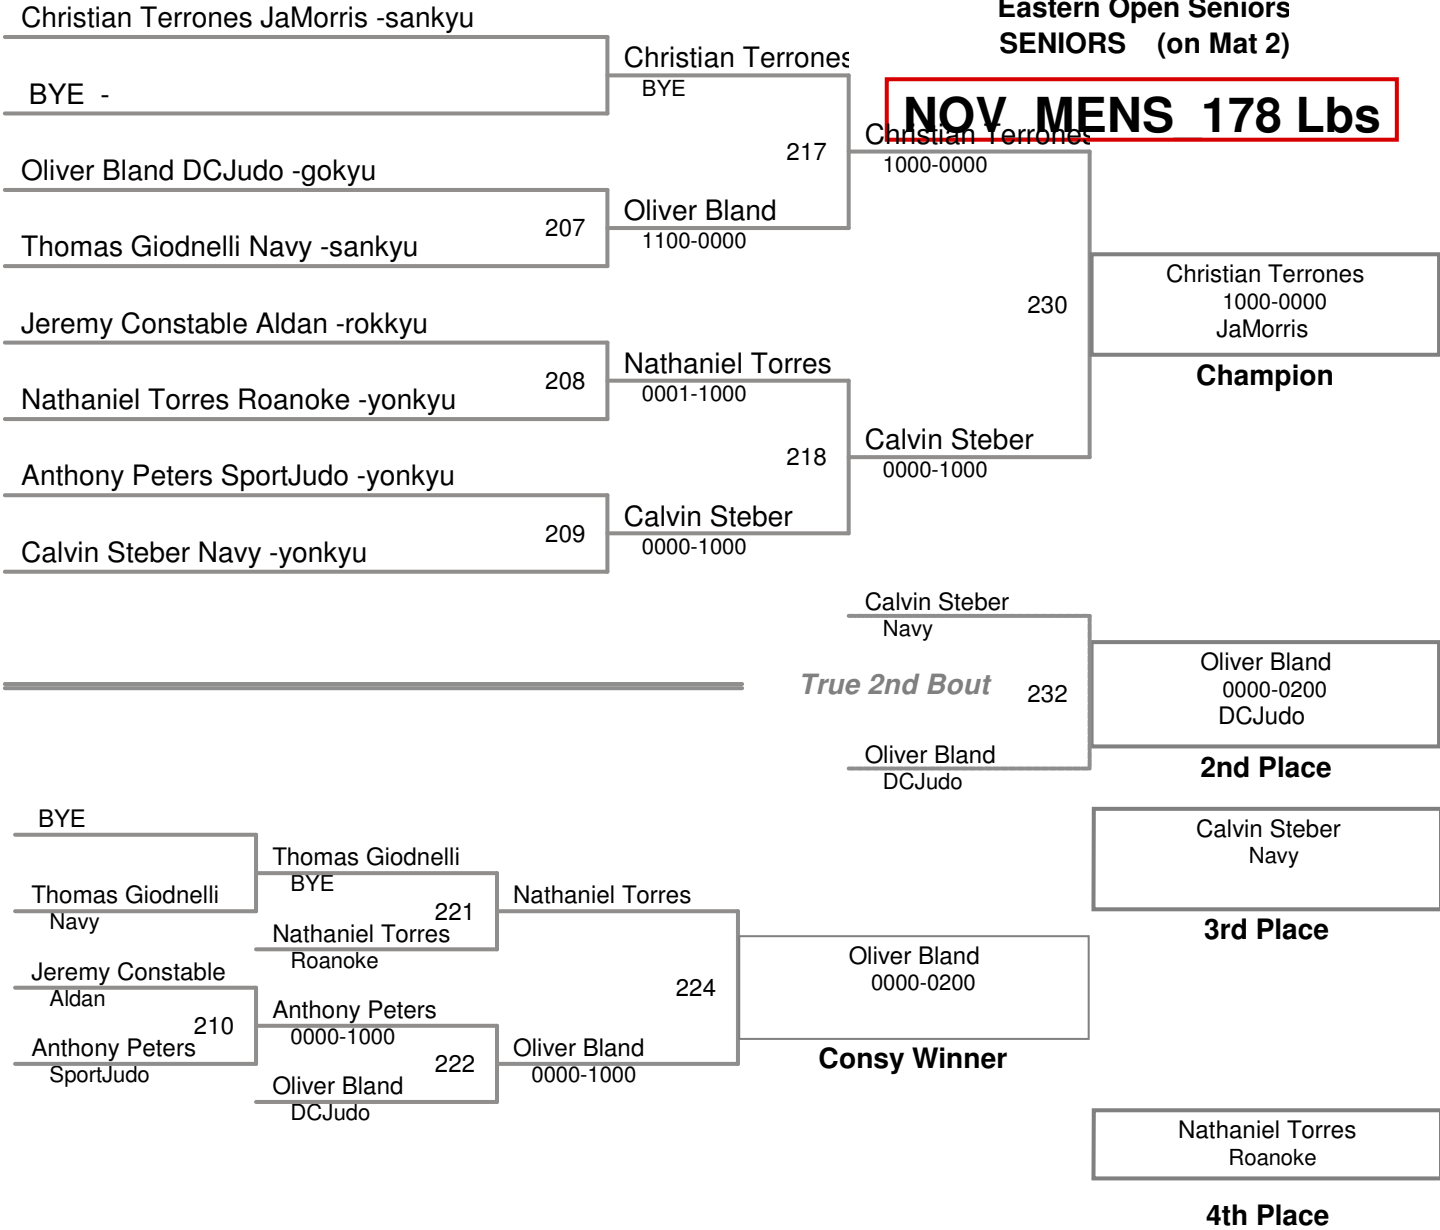 Eastern Open Seniors
SENIORS (on Mat 2)
NOV_MENS_178 Lbs
Christian Terrones JaMorris -sankyu
BYE -
Oliver Bland DCJudo -gokyu
Thomas Giodnelli Navy -sankyu
Jeremy Constable Aldan -rokkyu
Nathaniel Torres Roanoke -yonkyu
Anthony Peters SportJudo -yonkyu
Calvin Steber Navy -yonkyu
207
208
209
Christian Terrones
BYE
Oliver Bland
1100-0000
Nathaniel Torres
0001-1000
Calvin Steber
0000-1000
217
218
Christian Terrones
1000-0000
Calvin Steber
0000-1000
230
Christian Terrones
1000-0000
JaMorris
Champion
Calvin Steber
Navy
True 2nd Bout
232
Oliver Bland
DCJudo
Oliver Bland
0000-0200
DCJudo
2nd Place
Calvin Steber
Navy
3rd Place
BYE
Thomas Giodnelli
Navy
Jeremy Constable
Aldan
210
Anthony Peters
SportJudo
Thomas Giodnelli
BYE
221
Nathaniel Torres
Roanoke
Anthony Peters
0000-1000
222
Oliver Bland
DCJudo
Nathaniel Torres
224
Oliver Bland
0000-1000
Oliver Bland
0000-0200
Consy Winner
Nathaniel Torres
Roanoke
4th Place